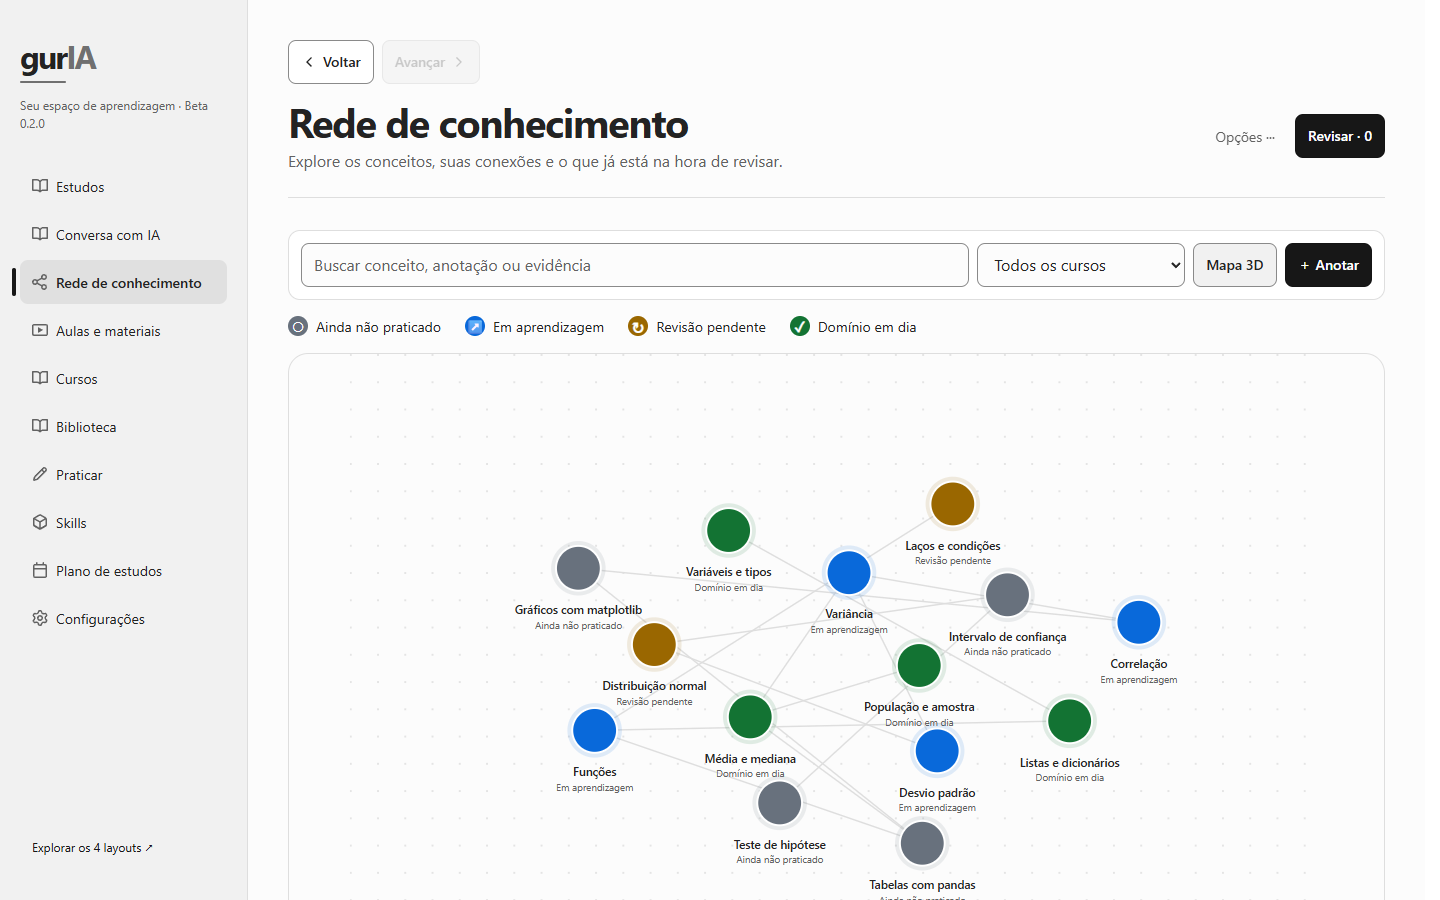 gurIA
Seu espaço de aprendizagem · Beta
0.2.0
Estudos
Conversa com IA
Rede de conhecimento
Aulas e materiais
Cursos
Biblioteca
Praticar
Skills
Plano de estudos
Configurações
Explorar os 4 layouts ↗
Voltar
Avançar
Rede de conhecimento
Explore os conceitos, suas conexões e o que já está na hora de revisar.
Opções ···
Revisar · 0
Buscar conceito, anotação ou evidência
Todos os cursos
Mapa 3D
+ Anotar
Ainda não praticado
Em aprendizagem
Revisão pendente
Domínio em dia
Laços e condições
Revisão pendente
Variáveis e tipos
Domínio em dia
Gráficos com matplotlib
Ainda não praticado
Variância
Em aprendizagem
Intervalo de confiança
Ainda não praticado
Correlação
Em aprendizagem
Distribuição normal
Revisão pendente
População e amostra
Domínio em dia
Média e mediana
Domínio em dia
Listas e dicionários
Domínio em dia
Funções
Em aprendizagem
Desvio padrão
Em aprendizagem
Teste de hipótese
Ainda não praticado
Tabelas com pandas
Ainda não praticado